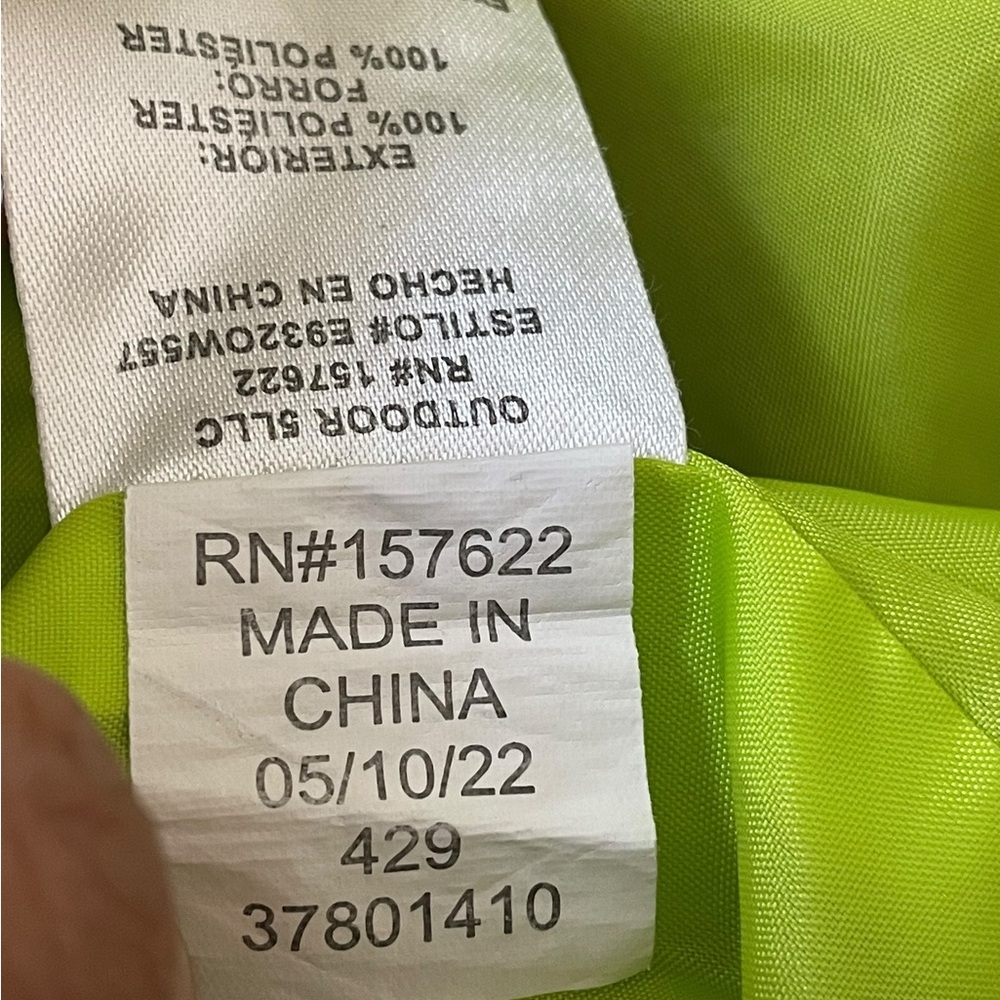 OUTDOOR 5LLC
RN# 157622
ESTILO# E932OW557
HECHO EN CHINA
EXTERIOR:
100% POLIÉSTER
FORRO:
100% POLIÉSTER
RN#157622
MADE IN
CHINA
05/10/22
429
37801410